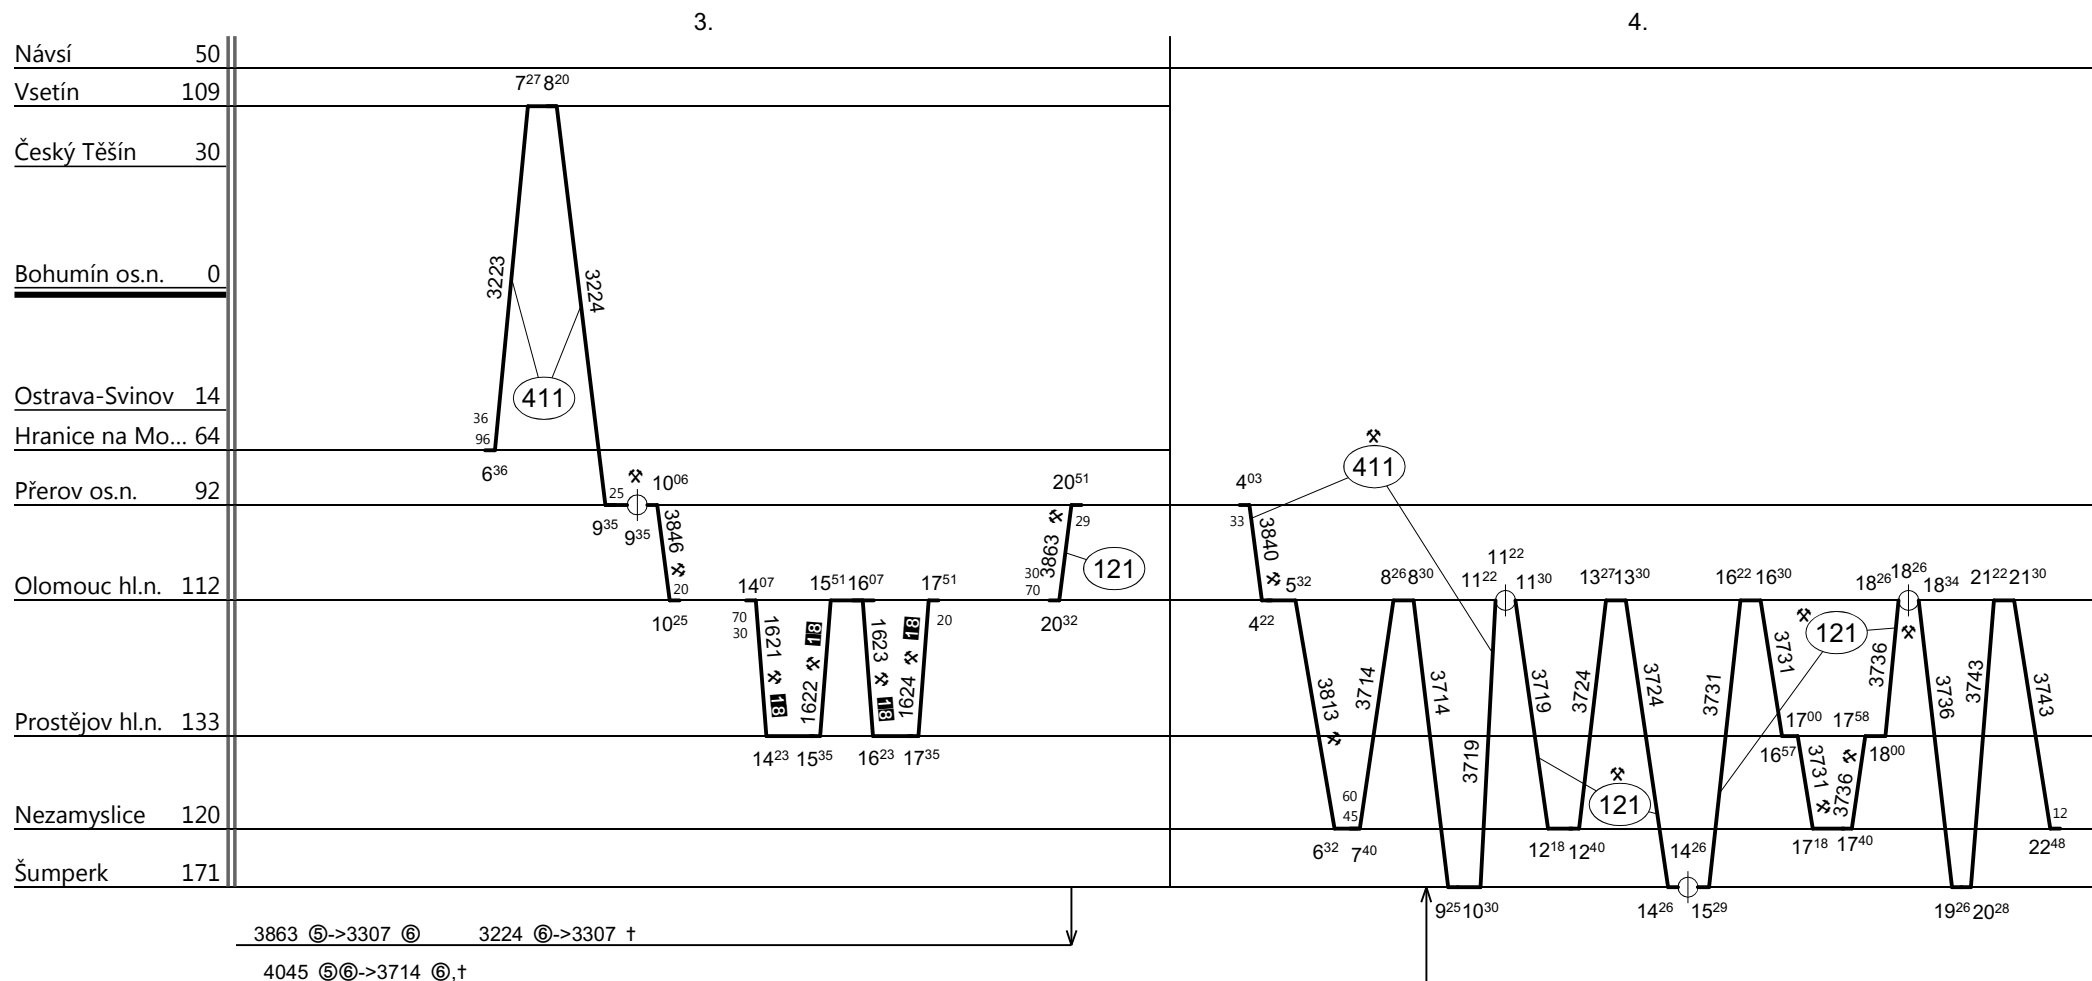 3. 4.
Návsí 50
Vsetín 109
7²⁷ 8²⁰
Český Těšín 30
Bohumín os.n. 0
3223 3224
Ostrava-Svinov 14
411
36
Hranice na Mo... 64
96
6³⁶
⚒
411
Přerov os.n. 92
25 ⚒ 10⁰⁶ 20⁵¹ 4⁰³
9³⁵ 9³⁵ 3846 ⚒ 3863 ⚒ 29 33 3840 ⚒
121
Olomouc hl.n. 112
20 14⁰⁷ 15⁵¹ 16⁰⁷ 17⁵¹ 30 70 5³² 8²⁶ 8³⁰ 11²² 11²² 11³⁰ 13²⁷ 13³⁰ 16²² 16³⁰ 18²⁶ 18²⁶ 18³⁴ 21²² 21³⁰
10²⁵ 70 30 20 20³² 4²²
1621 ⚒ 18 1622 ⚒ 18 1623 ⚒ 18 1624 ⚒ 18
3813 ⚒ 3714 3714 3719 3719 3724 3724 3731 3731 ⚒ 3736 ⚒ 3736 3743 3743
121
Prostějov hl.n. 133
14²³ 15³⁵ 16²³ 17³⁵
16⁵⁷ 17⁰⁰ 17⁵⁸ 18⁰⁰
3731 ⚒ 3736 ⚒
⚒
121
Nezamyslice 120
60 45 12
6³² 7⁴⁰ 12¹⁸ 12⁴⁰ 17¹⁸ 17⁴⁰ 22⁴⁸
Šumperk 171
14²⁶
9²⁵ 10³⁰ 14²⁶ 15²⁹ 19²⁶ 20²⁸
3863 ⑤->3307 ⑥ 3224 ⑥->3307 †
4045 ⑤⑥->3714 ⑥,†